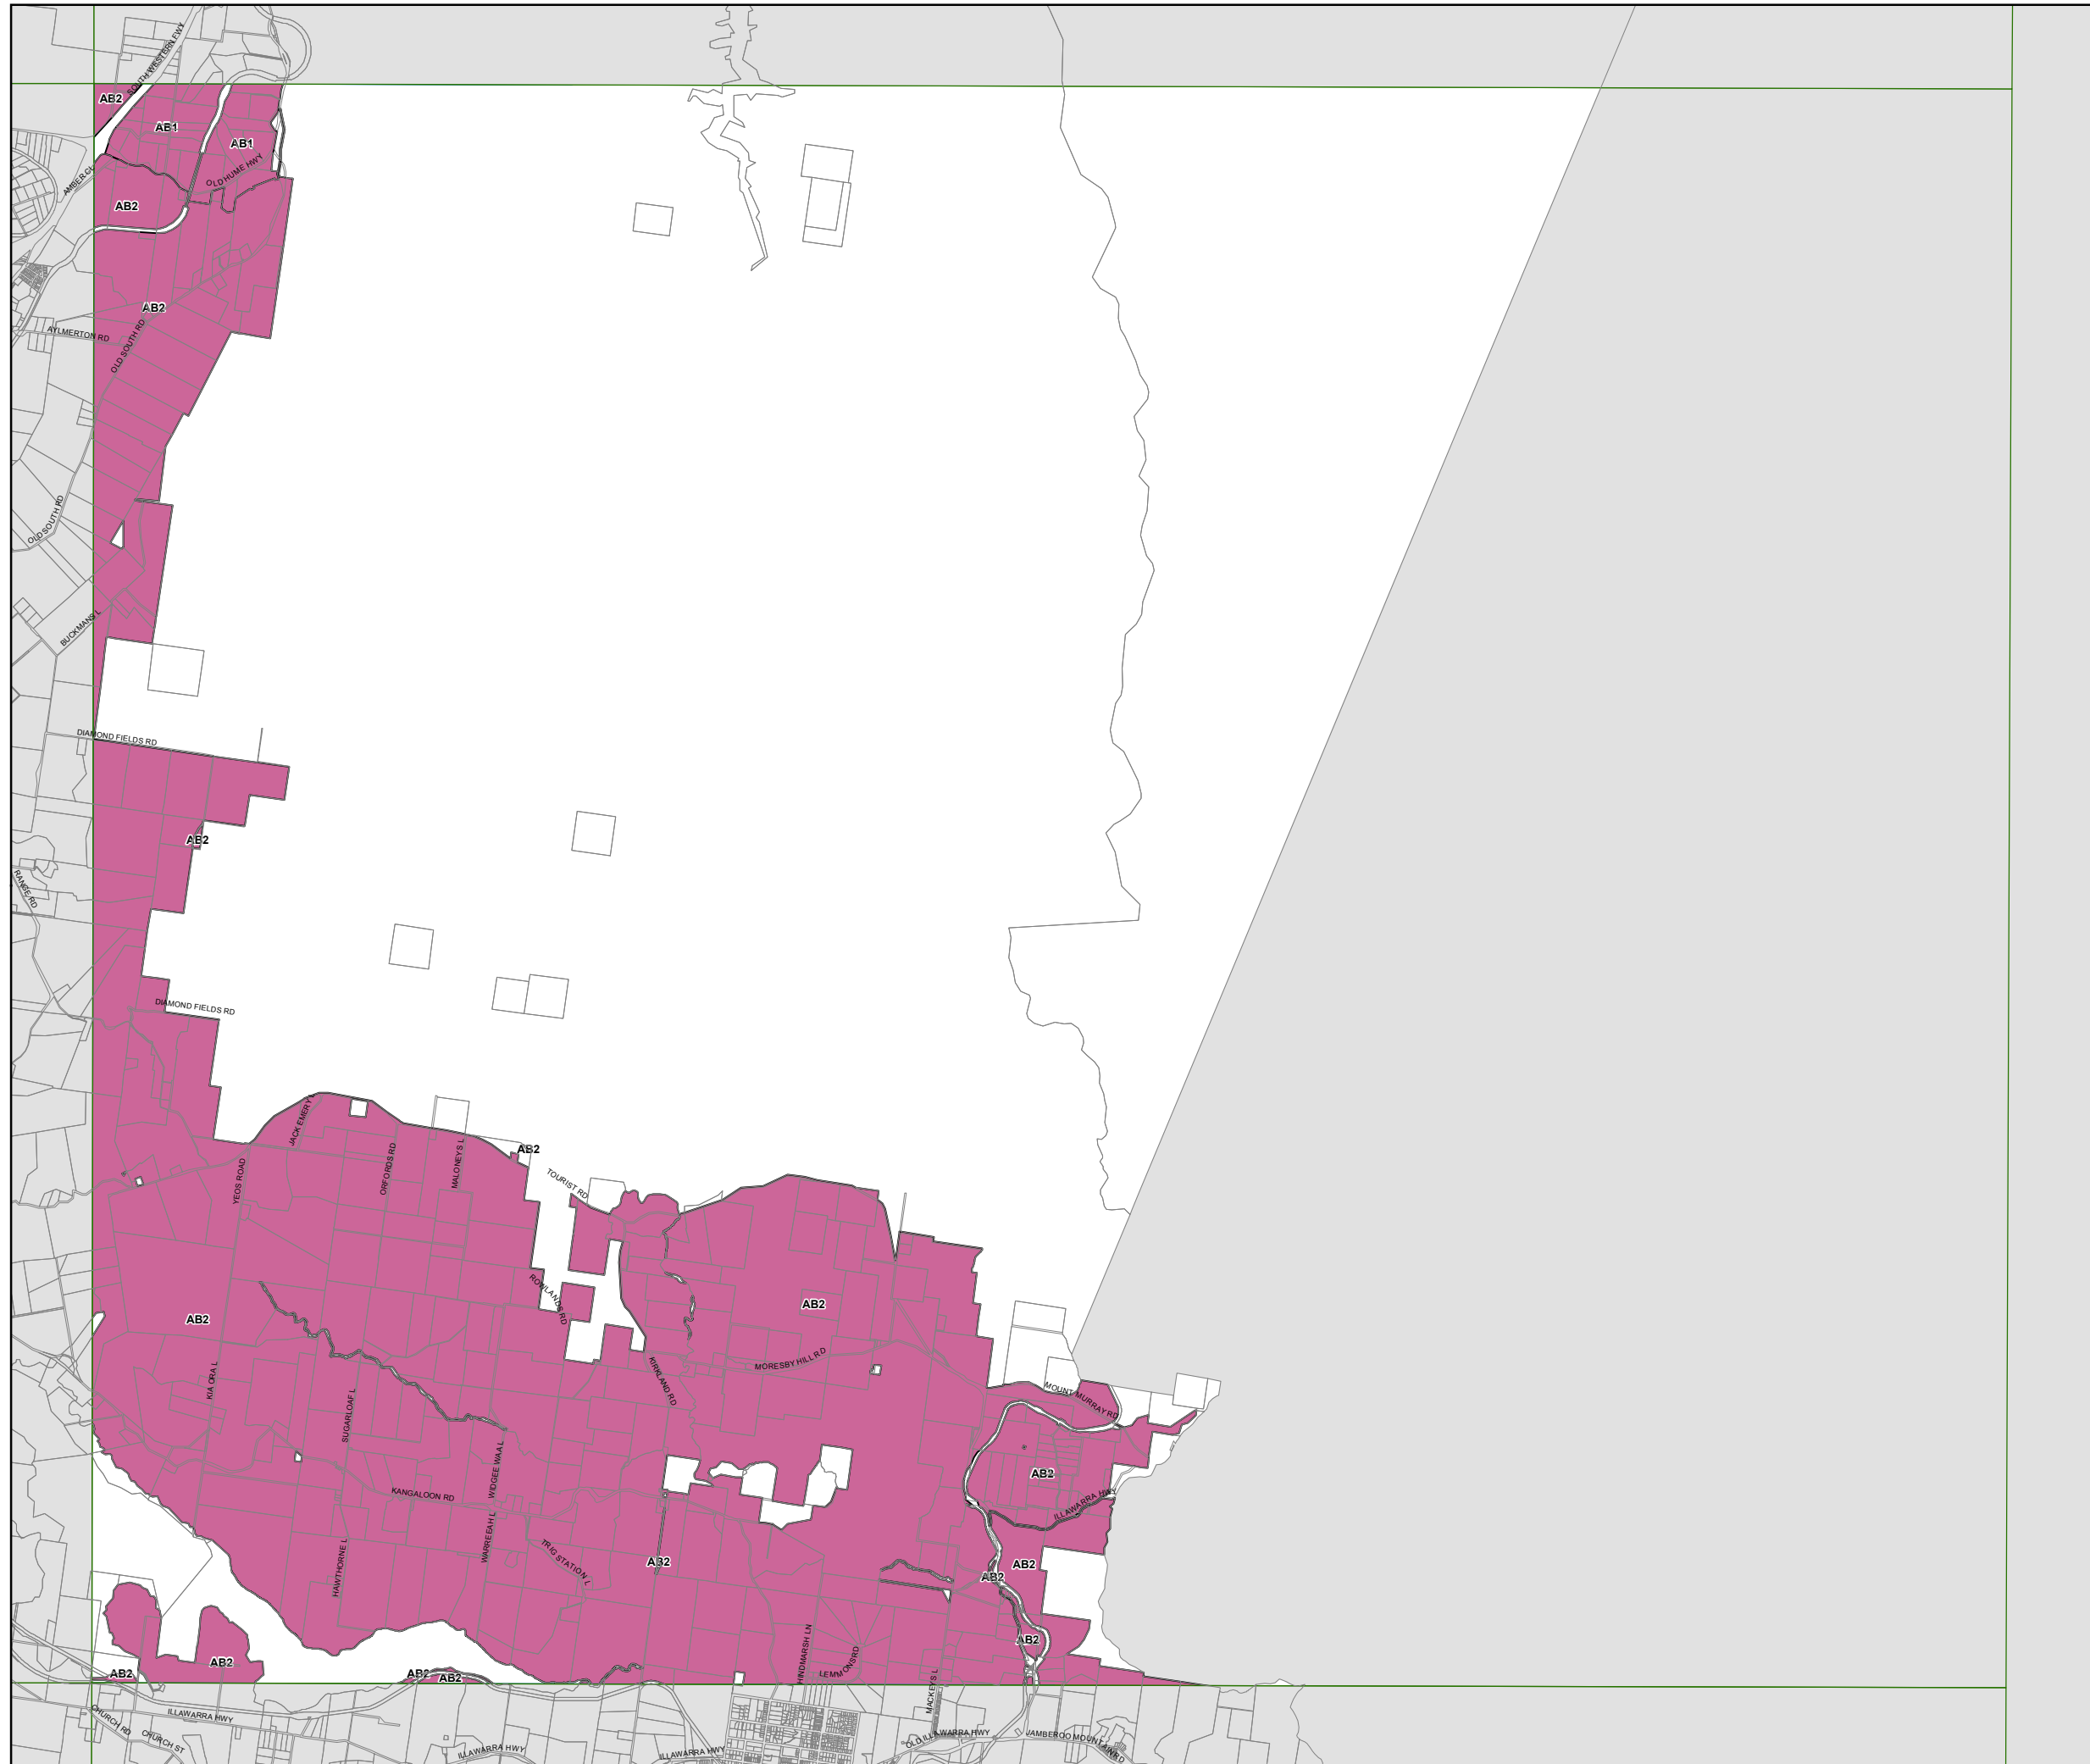 SOUTH WESTERN FWY
AB2
AB1
AB1
OLD HUME HWY
AMBER CL
AB2
AB2
AYLMERTON RD
OLD SOUTH RD
OLD SOUTH RD
BUCKMANS L
DIAMOND FIELDS RD
AB2
RANGE RD
DIAMOND FIELDS RD
JACK EMERY L
ORFORDS RD
MALONEYS L
AB2
YEOS ROAD
TOURIST RD
ROWLANDS RD
AB2
AB2
MORESBY HILL RD
KIA ORA L
SUGARLOAF L
KIRKLAND RD
MOUNT MURRAY RD
WIDGEE WAA L
AB2
KANGALOON RD
ILLAWARRA HWY
WARREEAH L
HAWTHORNE L
TRIG STATION L
AB2
AB2
AB2
AB2
HINDMARSH LN
LEMMONS RD
AB2
AB2
AB2
AB2
MACKEYS L
CHURCH RD
ILLAWARRA HWY
CHURCH ST
ILLAWARRA HWY
ILLAWARRA HWY
OLD ILLAWARRA HWY
JAMBEROO MOUNTAIN RD